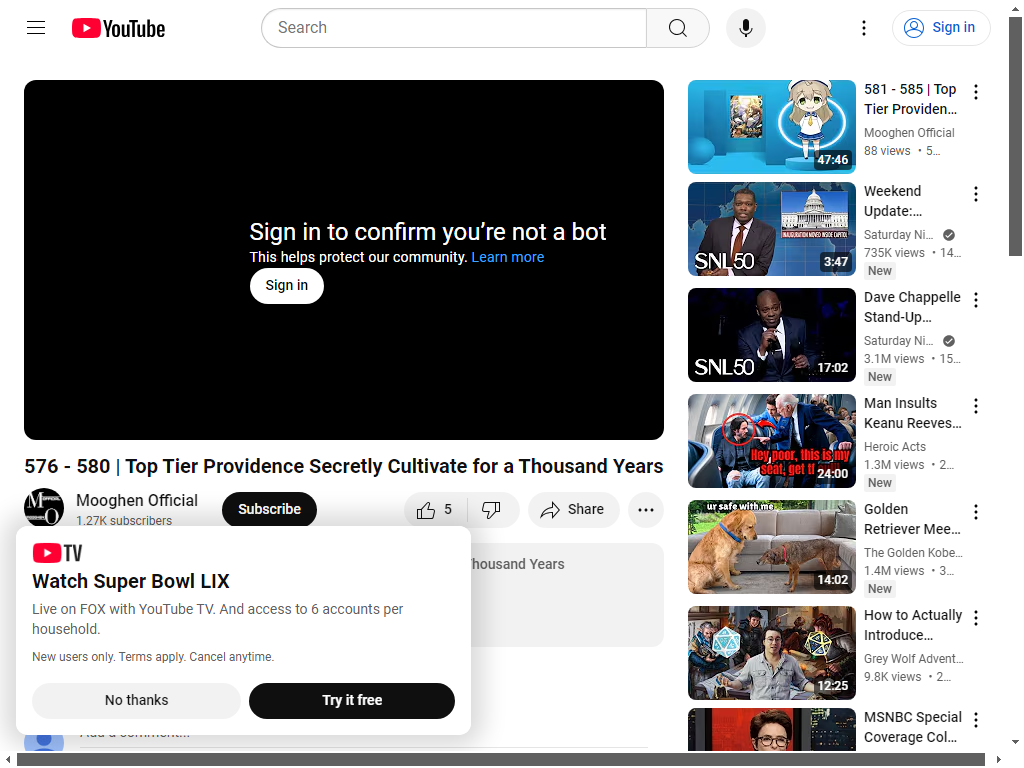 YouTube
Search
Sign in
Sign in to confirm you're not a bot
This helps protect our community. Learn more
Sign in
576 - 580 | Top Tier Providence Secretly Cultivate for a Thousand Years
Mooghen Official
1.27K subscribers
Subscribe
5
Share
Thousand Years
TV
Watch Super Bowl LIX
Live on FOX with YouTube TV. And access to 6 accounts per
household.
New users only. Terms apply. Cancel anytime.
No thanks
Try it free
47:46
581 - 585 | Top
Tier Providen...
Mooghen Official
88 views • 5...
INAUGURATION MOVED INSIDE CAPITOL
SNL50
3:47
Weekend
Update:...
Saturday Ni...
735K views • 14...
New
SNL50
17:02
Dave Chappelle
Stand-Up...
Saturday Ni...
3.1M views • 15...
New
Hey poor, this is my
seat, get
24:00
Man Insults
Keanu Reeves...
Heroic Acts
1.3M views • 2...
New
ur safe with me
14:02
Golden
Retriever Mee...
The Golden Kobe...
1.4M views • 3...
New
12:25
How to Actually
Introduce...
Grey Wolf Advent...
9.8K views • 2...
MSNBC Special
Coverage Col...